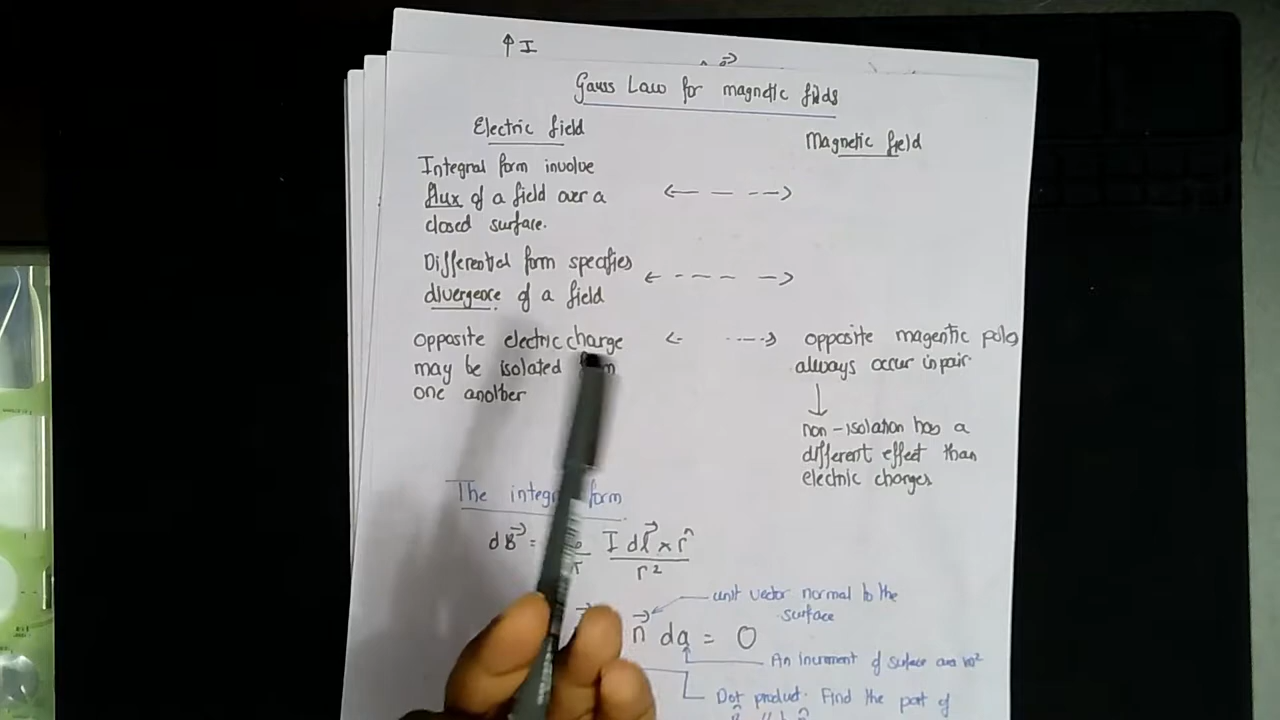 ↑ I
Gauss Law for magnetic fields
Electric field
Magnetic field
Integral form involve
flux of a field over a
closed surface.
Differential form specifies
divergence of a field
opposite electric charge
may be isolated
one another
opposite magentic poles
always occur in pair
non-isolation has a
different effect than
electric charges
The form
dB⃗ = I dl⃗ × r̂
r²
unit vector normal to the
surface
n⃗ da = 0
An increment of surface area m²
Dot product. Find the part of